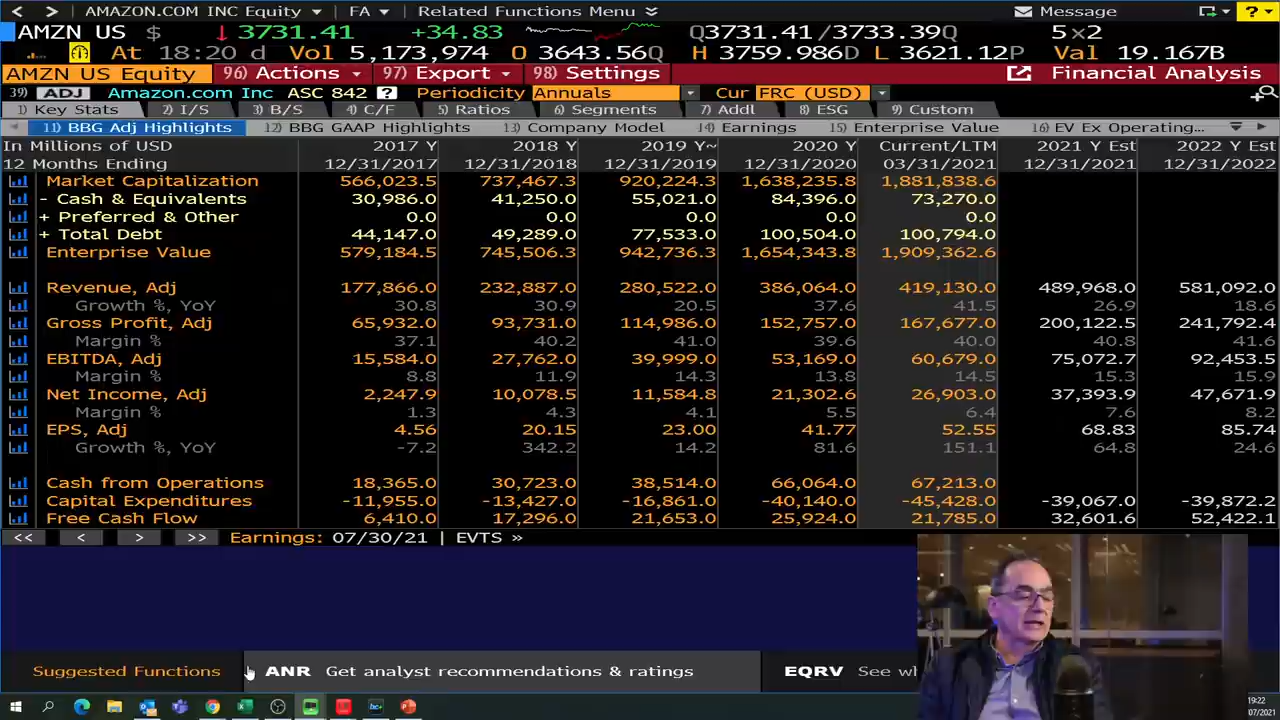 < > AMAZON.COM INC Equity FA Related Functions Menu Message ?
AMZN US $ ↓ 3731.41 +34.83 Q3731.41/3733.39Q 5×2
At 18:20 d Vol 5,173,974 O 3643.56Q H 3759.986D L 3621.12P Val 19.167B
AMZN US Equity 96) Actions 97) Export 98) Settings Financial Analysis
39) ADJ Amazon.com Inc ASC 842 ? Periodicity Annuals Cur FRC (USD)
1) Key Stats 2) I/S 3) B/S 4) C/F 5) Ratios 6) Segments 7) Addl 8) ESG 9) Custom
11) BBG Adj Highlights 12) BBG GAAP Highlights 13) Company Model 14) Earnings 15) Enterprise Value 16) EV Ex Operating...
In Millions of USD 2017 Y 2018 Y 2019 Y~ 2020 Y Current/LTM 2021 Y Est 2022 Y Est
12 Months Ending 12/31/2017 12/31/2018 12/31/2019 12/31/2020 03/31/2021 12/31/2021 12/31/2022
Market Capitalization 566,023.5 737,467.3 920,224.3 1,638,235.8 1,881,838.6
- Cash & Equivalents 30,986.0 41,250.0 55,021.0 84,396.0 73,270.0
+ Preferred & Other 0.0 0.0 0.0 0.0 0.0
+ Total Debt 44,147.0 49,289.0 77,533.0 100,504.0 100,794.0
Enterprise Value 579,184.5 745,506.3 942,736.3 1,654,343.8 1,909,362.6
Revenue, Adj 177,866.0 232,887.0 280,522.0 386,064.0 419,130.0 489,968.0 581,092.0
Growth %, YoY 30.8 30.9 20.5 37.6 41.5 26.9 18.6
Gross Profit, Adj 65,932.0 93,731.0 114,986.0 152,757.0 167,677.0 200,122.5 241,792.4
Margin % 37.1 40.2 41.0 39.6 40.0 40.8 41.6
EBITDA, Adj 15,584.0 27,762.0 39,999.0 53,169.0 60,679.0 75,072.7 92,453.5
Margin % 8.8 11.9 14.3 13.8 14.5 15.3 15.9
Net Income, Adj 2,247.9 10,078.5 11,584.8 21,302.6 26,903.0 37,393.9 47,671.9
Margin % 1.3 4.3 4.1 5.5 6.4 7.6 8.2
EPS, Adj 4.56 20.15 23.00 41.77 52.55 68.83 85.74
Growth %, YoY -7.2 342.2 14.2 81.6 151.1 64.8 24.6
Cash from Operations 18,365.0 30,723.0 38,514.0 66,064.0 67,213.0
Capital Expenditures -11,955.0 -13,427.0 -16,861.0 -40,140.0 -45,428.0 -39,067.0 -39,872.2
Free Cash Flow 6,410.0 17,296.0 21,653.0 25,924.0 21,785.0 32,601.6 52,422.1
<< < > >> Earnings: 07/30/21 | EVTS »
Suggested Functions ANR Get analyst recommendations & ratings EQRV See wh
19:22
07/2021